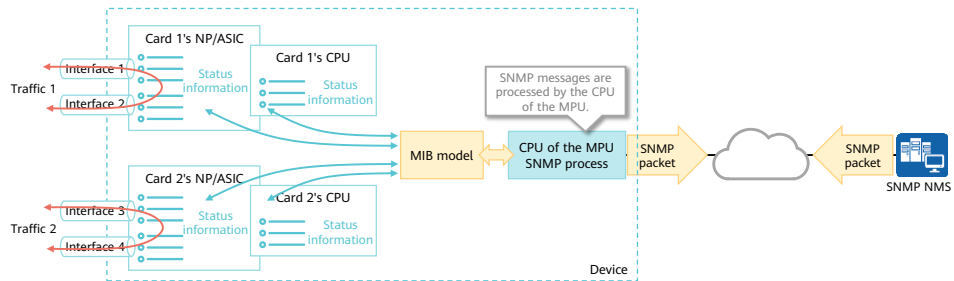 Card 1's NP/ASIC
Card 1's CPU
Interface 1
Status
information
Status
information
Traffic 1
Interface 2
SNMP messages are
processed by the CPU
of the MPU.
MIB model
CPU of the MPU
SNMP process
SNMP
packet
SNMP
packet
SNMP NMS
Card 2's NP/ASIC
Card 2's CPU
Interface 3
Status
information
Status
information
Traffic 2
Interface 4
Device